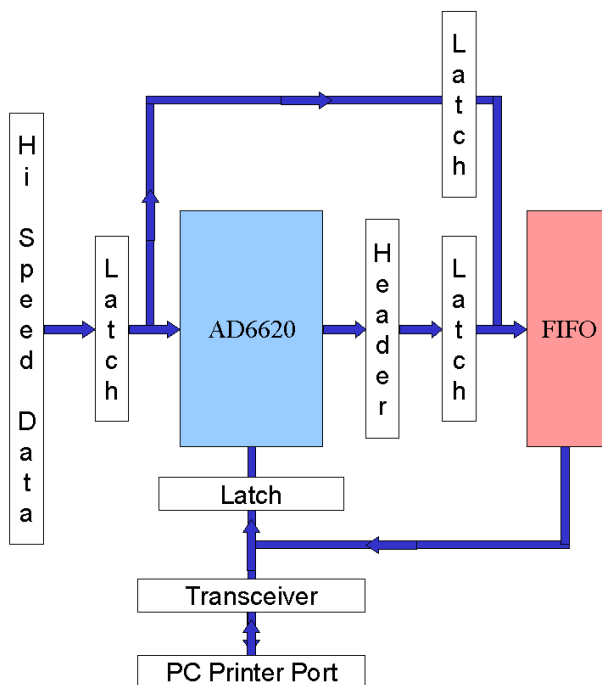 Latch
Hi Speed Data
Latch
AD6620
Header
Latch
FIFO
Latch
Transceiver
PC Printer Port